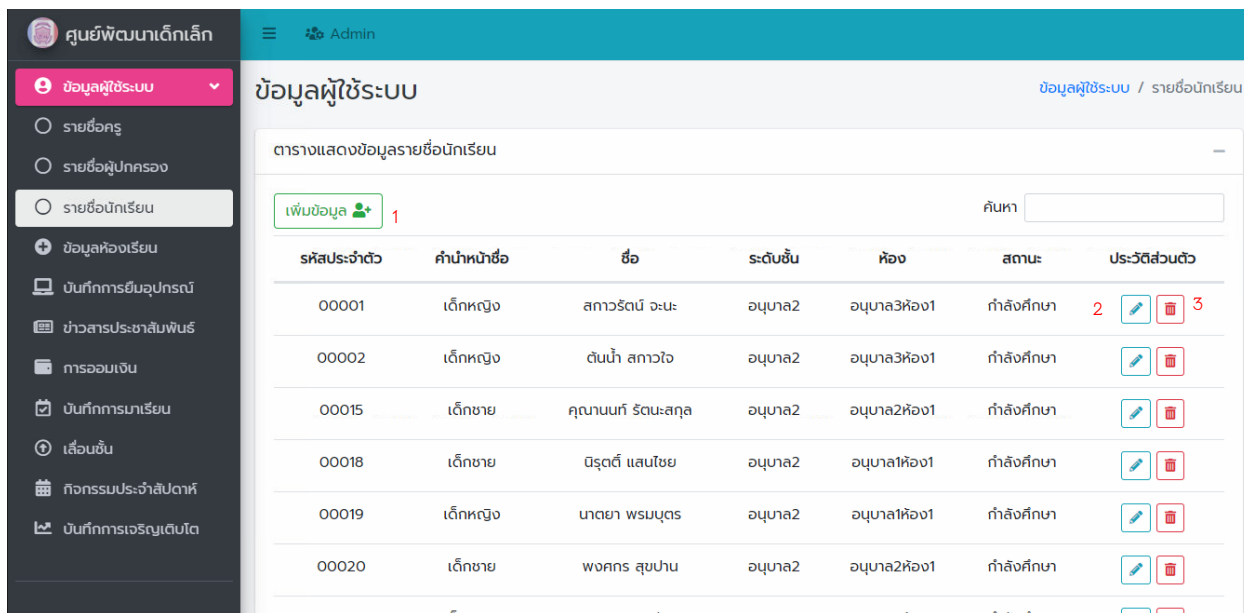 ศูนย์พัฒนาเด็กเล็ก
Admin
ข้อมูลผู้ใช้ระบบ
รายชื่อครู
รายชื่อผู้ปกครอง
รายชื่อนักเรียน
ข้อมูลห้องเรียน
บันทึกการยืมอุปกรณ์
ข่าวสารประชาสัมพันธ์
การออมเงิน
บันทึกการมาเรียน
เลื่อนชั้น
กิจกรรมประจำสัปดาห์
บันทึกการเจริญเติบโต
ข้อมูลผู้ใช้ระบบ
ข้อมูลผู้ใช้ระบบ / รายชื่อนักเรียน
ตารางแสดงข้อมูลรายชื่อนักเรียน
เพิ่มข้อมูล 1
ค้นหา
รหัสประจำตัว คำนำหน้าชื่อ ชื่อ ระดับชั้น ห้อง สถานะ ประวัติส่วนตัว
00001 เด็กหญิง สกาวรัตน์ จะนะ อนุบาล2 อนุบาล3ห้อง1 กำลังศึกษา 2 3
00002 เด็กหญิง ต้นน้ำ สกาวใจ อนุบาล2 อนุบาล3ห้อง1 กำลังศึกษา
00015 เด็กชาย คุณานนท์ รัตนะสกุล อนุบาล2 อนุบาล2ห้อง1 กำลังศึกษา
00018 เด็กชาย นิรุตติ์ แสนไชย อนุบาล2 อนุบาล1ห้อง1 กำลังศึกษา
00019 เด็กหญิง นาตยา พรมบุตร อนุบาล2 อนุบาล1ห้อง1 กำลังศึกษา
00020 เด็กชาย พงศกร สุขปาน อนุบาล2 อนุบาล2ห้อง1 กำลังศึกษา